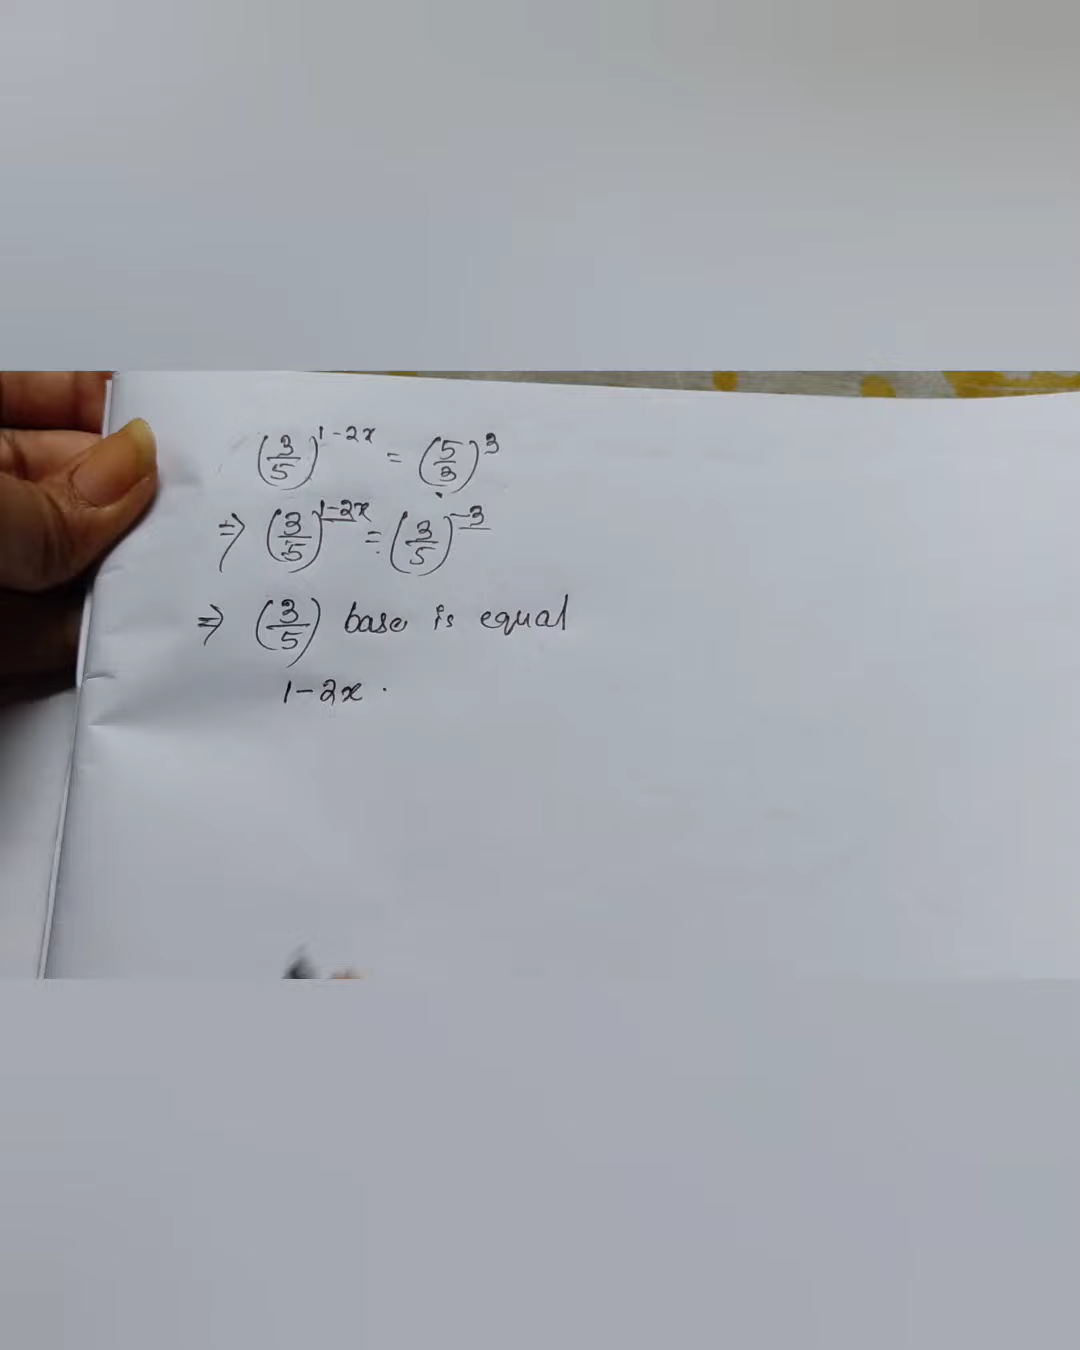 (3/5)^1-2x = (5/3)^3
⇒ (3/5)^1-2x = (3/5)^-3
⇒ (3/5) base is equal
1-2x